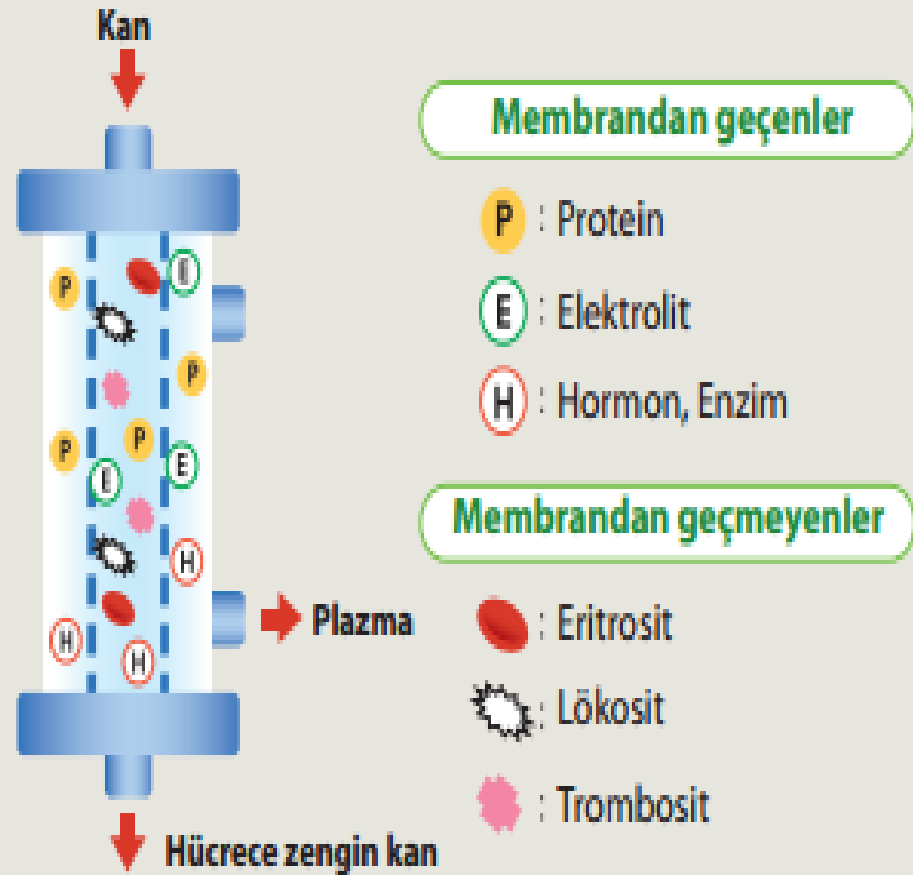 Kan
Membrandan geçenler
P : Protein
E : Elektrolit
H : Hormon, Enzim
Membrandan geçmeyenler
: Eritrosit
: Lökosit
: Trombosit
P
E
P
P
P
E
E
H
H
H
Plazma
Hücrece zengin kan